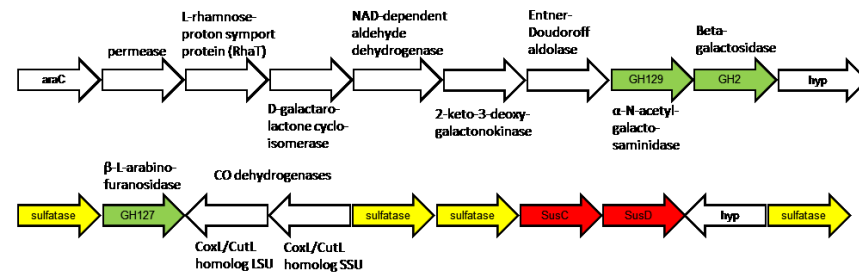 L-rhamnose-
proton symport
protein (RhaT)
permease
NAD-dependent
aldehyde
dehydrogenase
Entner-
Doudoroff
aldolase
Beta-
galactosidase
araC
GH129
GH2
hyp
D-galactaro-
lactone cyclo-
isomerase
2-keto-3-deoxy-
galactonokinase
α-N-acetyl-
galacto-
saminidase
β-L-arabino-
furanosidase
CO dehydrogenases
sulfatase
GH127
sulfatase
sulfatase
SusC
SusD
hyp
sulfatase
CoxL/CutL
homolog LSU
CoxL/CutL
homolog SSU